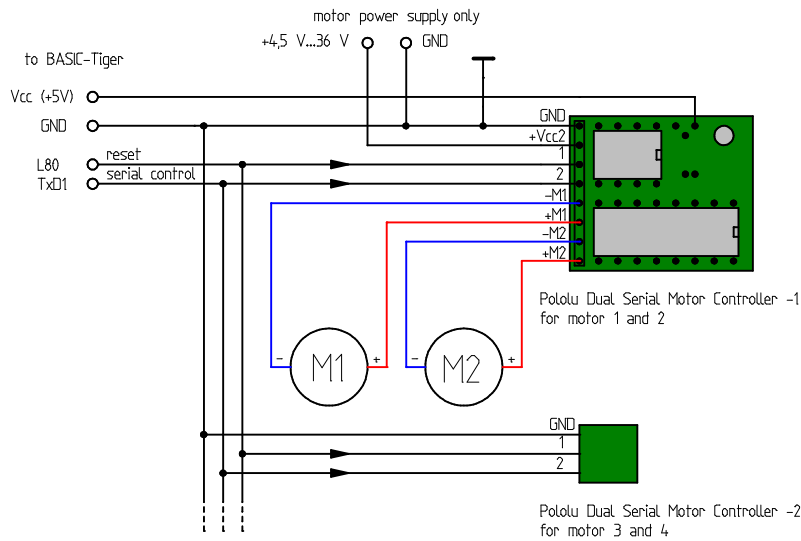 motor power supply only
+4,5 V...36 V
GND
to BASIC-Tiger
Vcc (+5V)
GND
GND
+Vcc2
L80
reset
1
TxD1
serial control
2
-M1
+M1
-M2
+M2
Pololu Dual Serial Motor Controller -1
for motor 1 and 2
- M1 +
- M2 +
GND
1
2
Pololu Dual Serial Motor Controller -2
for motor 3 and 4